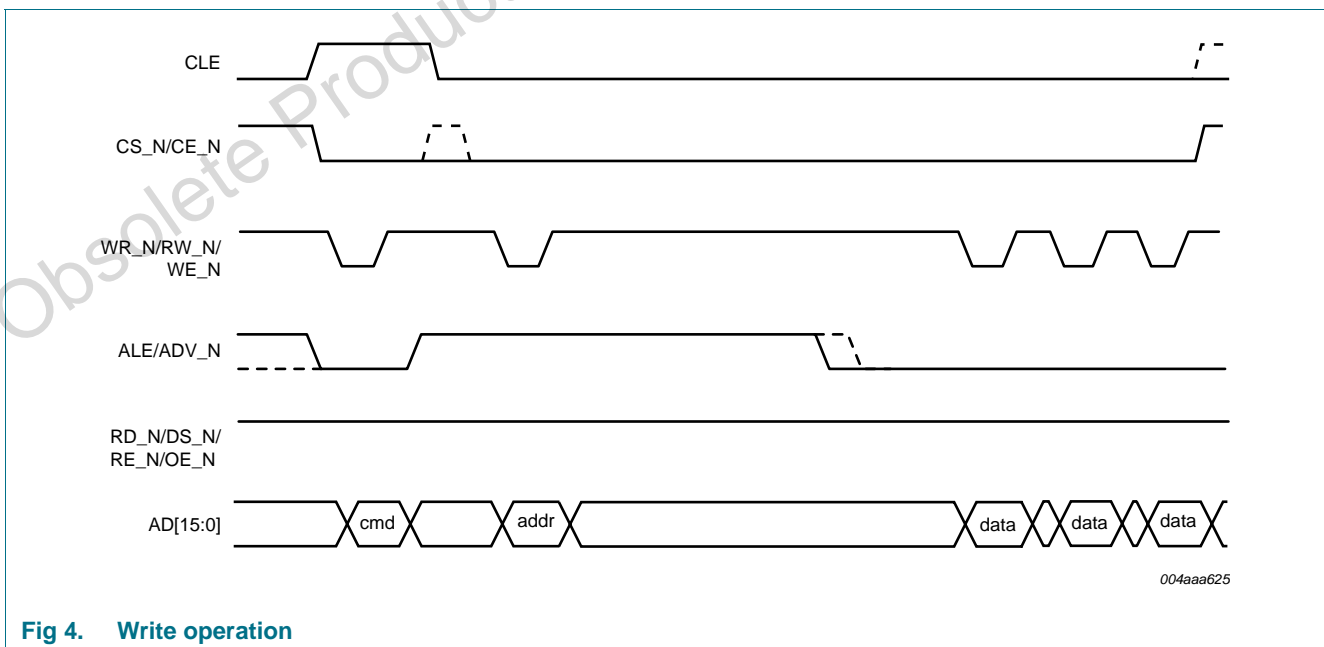 Obsolete Produc
CLE
CS_N/CE_N
WR_N/RW_N/
WE_N
ALE/ADV_N
RD_N/DS_N/
RE_N/OE_N
AD[15:0]
cmd addr data data data
004aaa625
Fig 4. Write operation